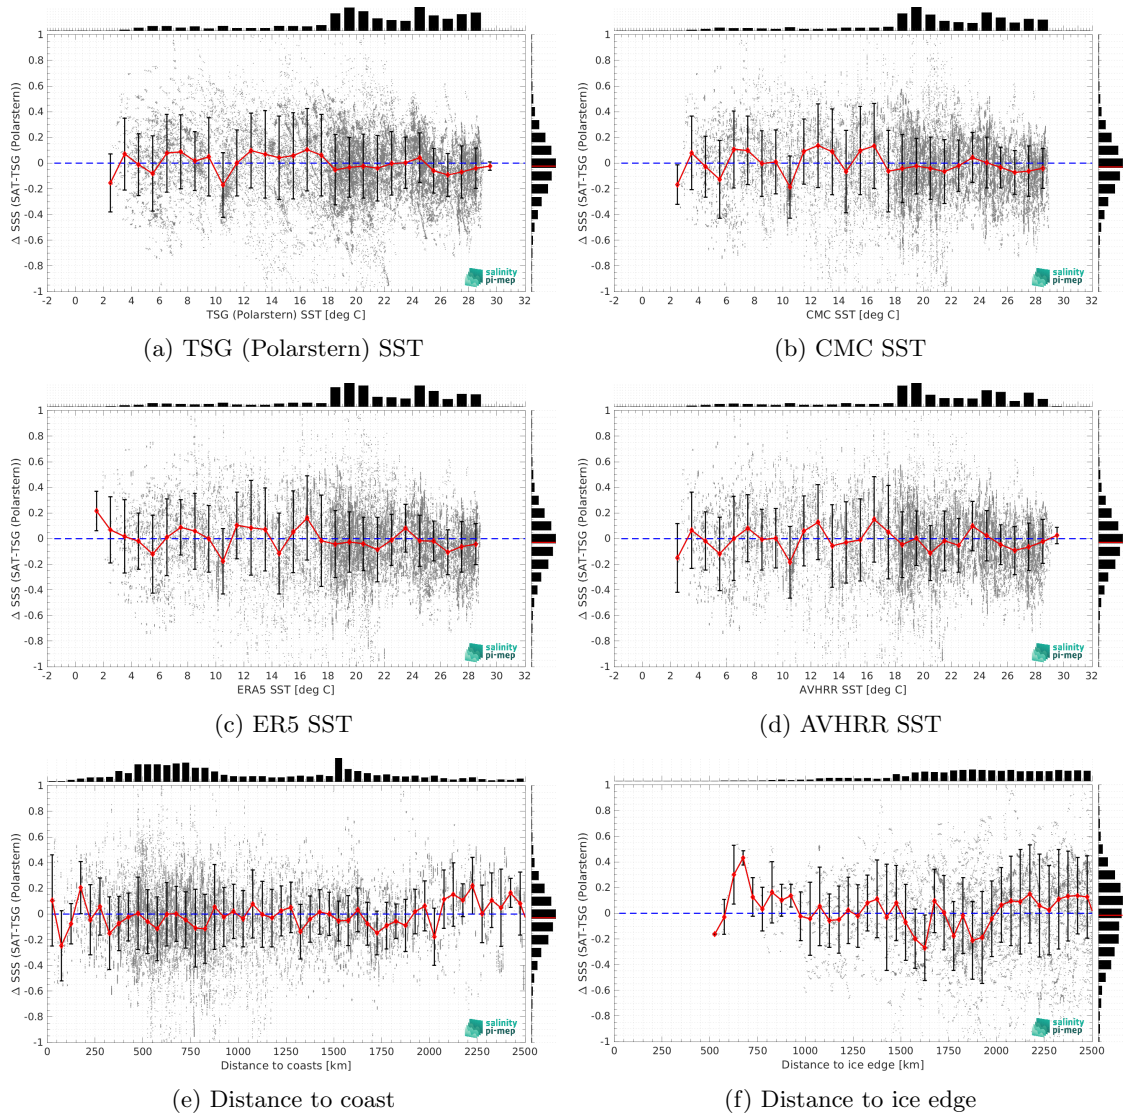 1
0.8
0.6
0.4
0.2
0
-0.2
-0.4
-0.6
-0.8
-1
Δ SSS (SAT-TSG (Polarstern))
-2 0 2 4 6 8 10 12 14 16 18 20 22 24 26 28 30 32
TSG (Polarstern) SST [deg C]
salinity
pi-mep
(a) TSG (Polarstern) SST
1
0.8
0.6
0.4
0.2
0
-0.2
-0.4
-0.6
-0.8
-1
Δ SSS (SAT-TSG (Polarstern))
-2 0 2 4 6 8 10 12 14 16 18 20 22 24 26 28 30 32
CMC SST [deg C]
salinity
pi-mep
(b) CMC SST
1
0.8
0.6
0.4
0.2
0
-0.2
-0.4
-0.6
-0.8
-1
Δ SSS (SAT-TSG (Polarstern))
-2 0 2 4 6 8 10 12 14 16 18 20 22 24 26 28 30 32
ERA5 SST [deg C]
salinity
pi-mep
(c) ER5 SST
1
0.8
0.6
0.4
0.2
0
-0.2
-0.4
-0.6
-0.8
-1
Δ SSS (SAT-TSG (Polarstern))
-2 0 2 4 6 8 10 12 14 16 18 20 22 24 26 28 30 32
AVHRR SST [deg C]
salinity
pi-mep
(d) AVHRR SST
1
0.8
0.6
0.4
0.2
0
-0.2
-0.4
-0.6
-0.8
-1
Δ SSS (SAT-TSG (Polarstern))
0 250 500 750 1000 1250 1500 1750 2000 2250 2500
Distance to coasts [km]
salinity
pi-mep
(e) Distance to coast
1
0.8
0.6
0.4
0.2
0
-0.2
-0.4
-0.6
-0.8
-1
Δ SSS (SAT-TSG (Polarstern))
0 250 500 750 1000 1250 1500 1750 2000 2250 2500
Distance to ice edge [km]
salinity
pi-mep
(f) Distance to ice edge